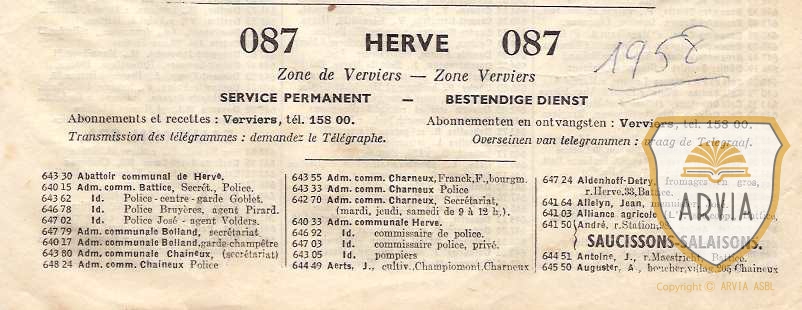 087 HERVE 087
1958
Zone de Verviers — Zone Verviers
SERVICE PERMANENT — BESTENDIGE DIENST
Abonnements et recettes : Verviers, tél. 158 00.
Transmission des télégrammes : demandez le Télégraphe.
Abonnementen en ontvangsten : Verviers, tel. 158 00.
Overseinen van telegrammen : vraag de Telegraaf.
643 30 Abattoir communal de Herve.
640 15 Adm. comm. Battice, Secrét., Police.
643 62 Id. Police-centre-garde Goblet.
646 78 Id. Police Bruyères, agent Pirard.
647 02 Id. Police José-agent Volders.
647 79 Adm. communale Bolland, secrétariat
640 17 Adm. communale Bolland, garde-champêtre
643 80 Adm. communale Chaineux, (secrétariat)
648 24 Adm. comm. Chaineux Police
643 55 Adm. comm. Charneux, Franck, F., bourgm.
643 33 Adm. comm. Charneux Police
642 70 Adm. comm. Charneux, Secrétariat,
(mardi, jeudi, samedi de 9 à 12 h.).
640 33 Adm. communale Herve.
646 92 Id. commissaire de police.
647 03 Id. commissaire police, privé.
643 05 Id. pompiers
644 49 Aerts, J., cultiv., Championt, Charneux
647 24 Aldenhoff-Detry, fromages en gros,
r. Herve, 33, Battice.
641 64 Allelyn, Jean,
641 03 Alliance agricole
641 50 André, r. Station,
SAUCISSONS-SALAISONS.
644 51 Antoine, J., r. Maestricht, Battice.
645 50 Auguster, A., boucher, village, Chaineux
ARVIA
Copyright © ARVIA ASBL